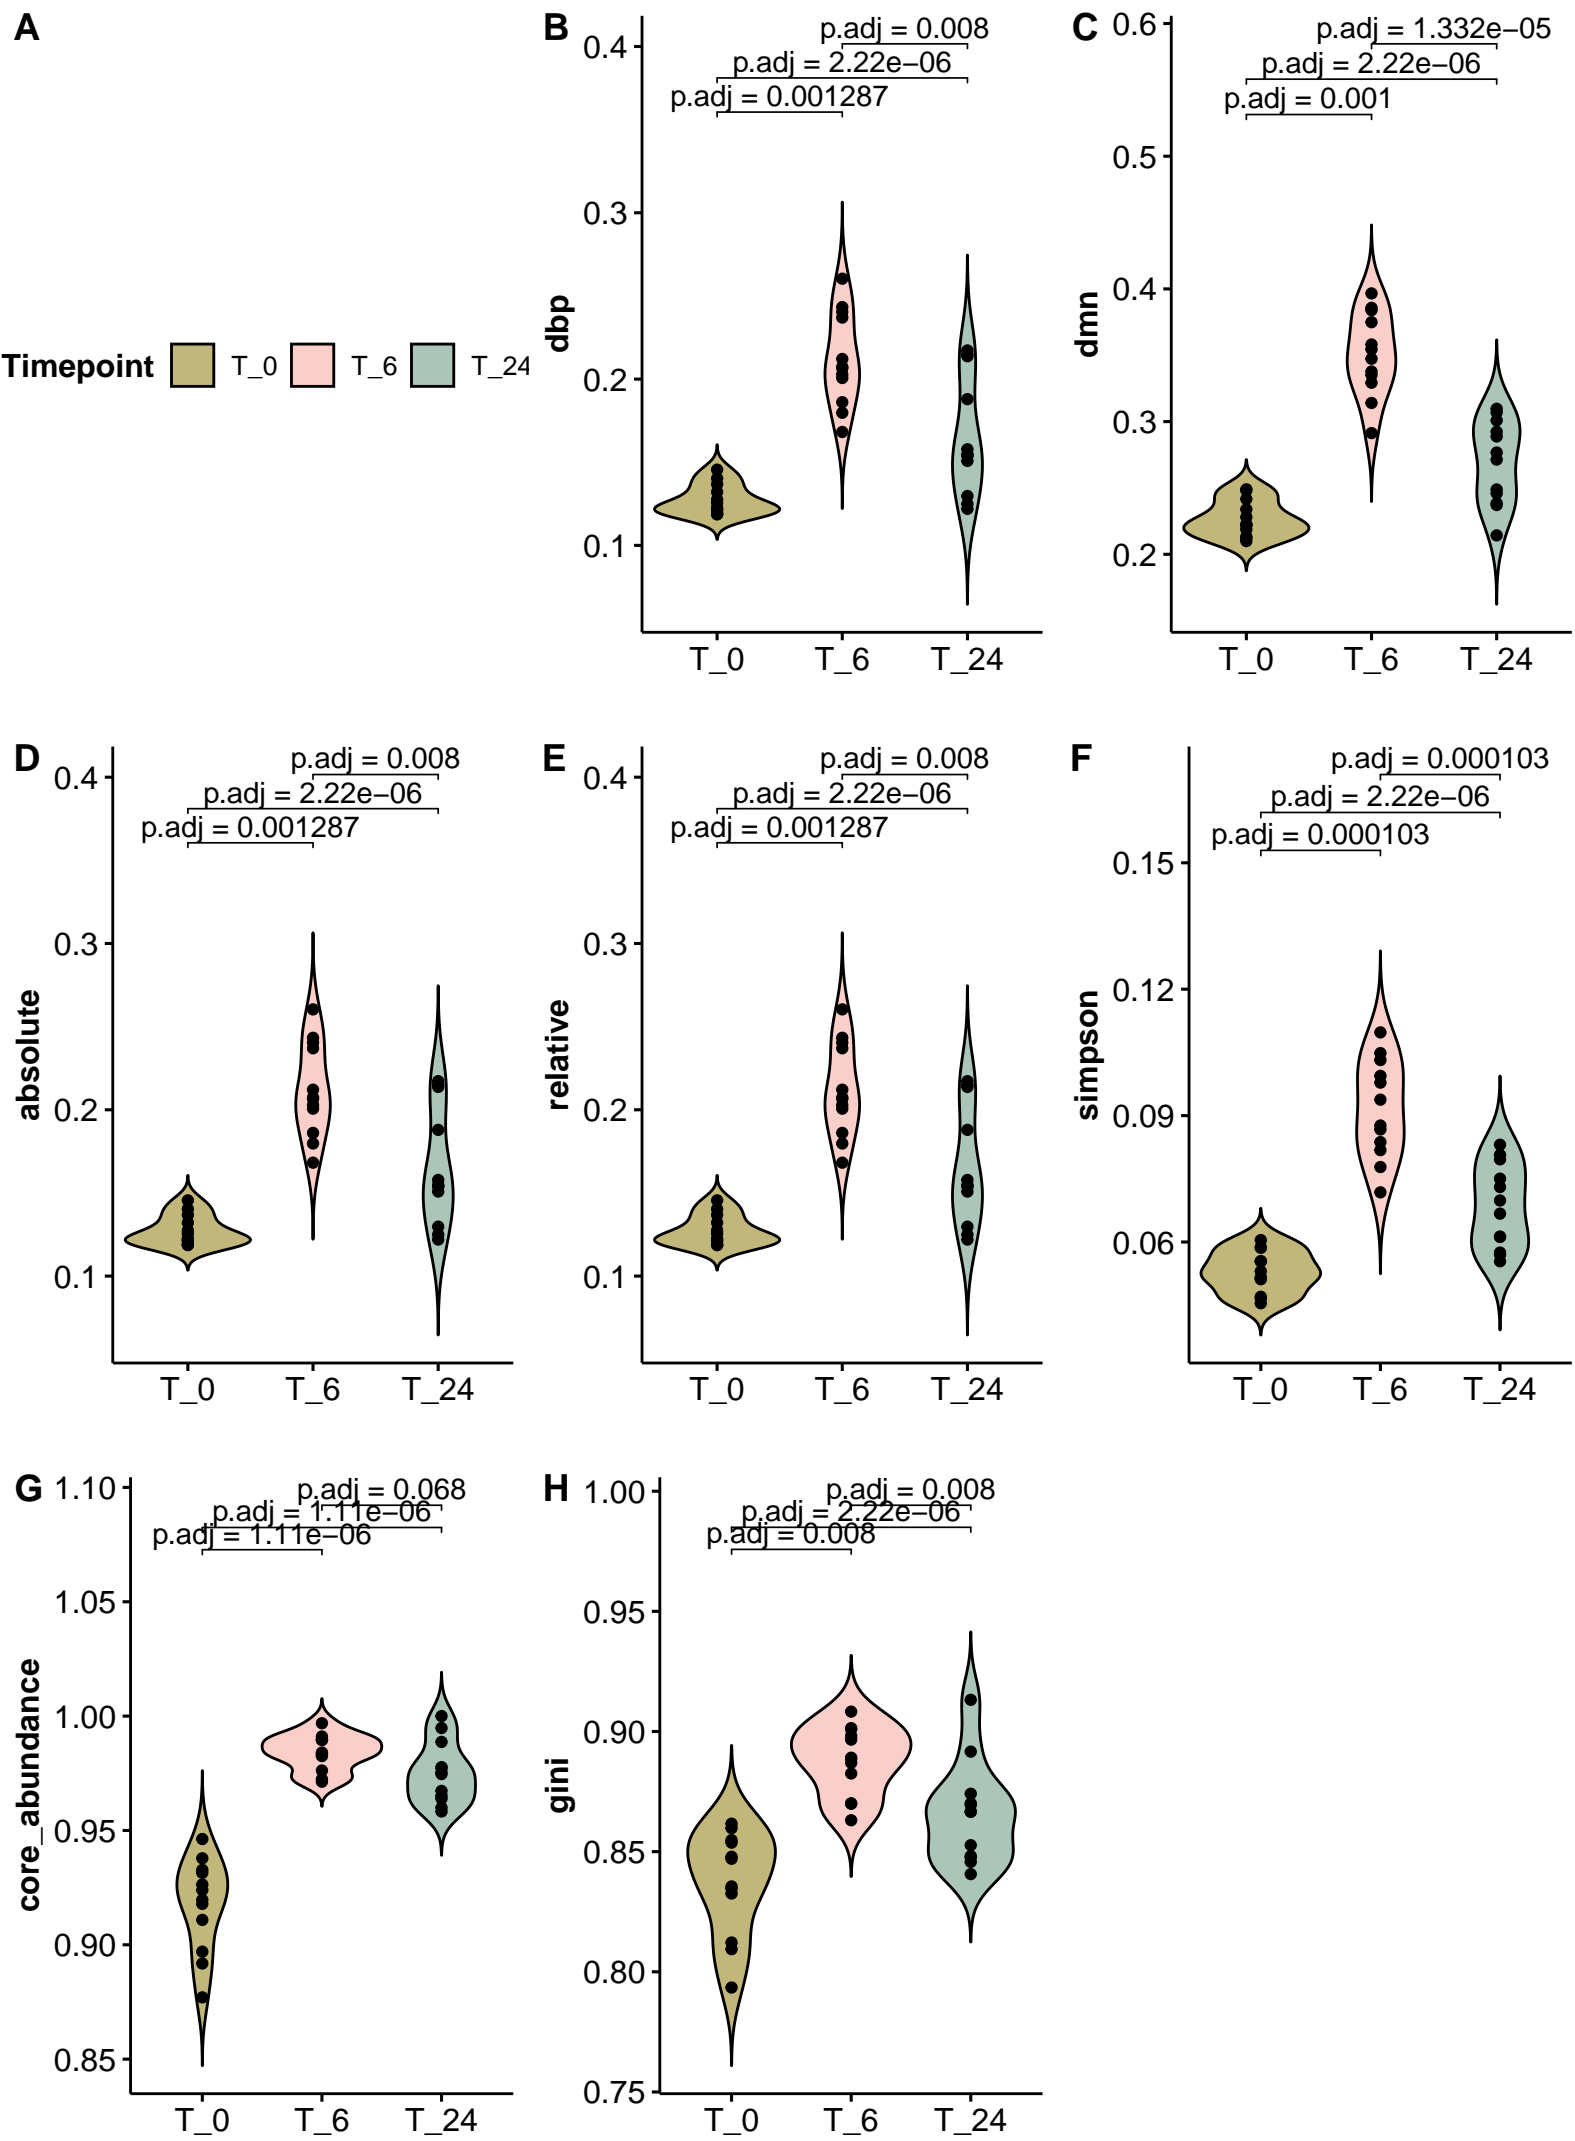 A
Timepoint T_0 T_6 T_24
B
p.adj = 0.008
p.adj = 2.22e−06
p.adj = 0.001287
0.4
0.3
0.2
0.1
dbp
T_0 T_6 T_24
C
p.adj = 1.332e−05
p.adj = 2.22e−06
p.adj = 0.001
0.6
0.5
0.4
0.3
0.2
dmn
T_0 T_6 T_24
D
p.adj = 0.008
p.adj = 2.22e−06
p.adj = 0.001287
0.4
0.3
0.2
0.1
absolute
T_0 T_6 T_24
E
p.adj = 0.008
p.adj = 2.22e−06
p.adj = 0.001287
0.4
0.3
0.2
0.1
relative
T_0 T_6 T_24
F
p.adj = 0.000103
p.adj = 2.22e−06
p.adj = 0.000103
0.15
0.12
0.09
0.06
simpson
T_0 T_6 T_24
G
p.adj = 0.068
p.adj = 1.11e−06
p.adj = 1.11e−06
1.10
1.05
1.00
0.95
0.90
0.85
core_abundance
T_0 T_6 T_24
H
p.adj = 0.008
p.adj = 2.22e−06
p.adj = 0.008
1.00
0.95
0.90
0.85
0.80
0.75
gini
T_0 T_6 T_24